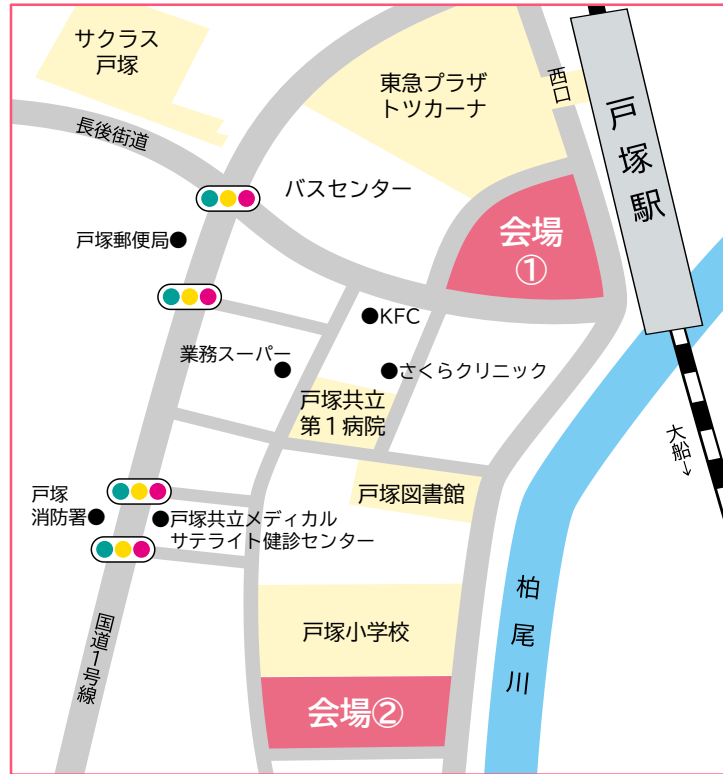 サクラス
戸塚
東急プラザ
トツカーナ
西口
戸塚駅
長後街道
バスセンター
会場
①
戸塚郵便局
KFC
業務スーパー
さくらクリニック
戸塚共立
第1病院
大船→
戸塚図書館
戸塚
消防署
戸塚共立メディカル
サテライト健診センター
柏尾川
国道1号線
戸塚小学校
会場②